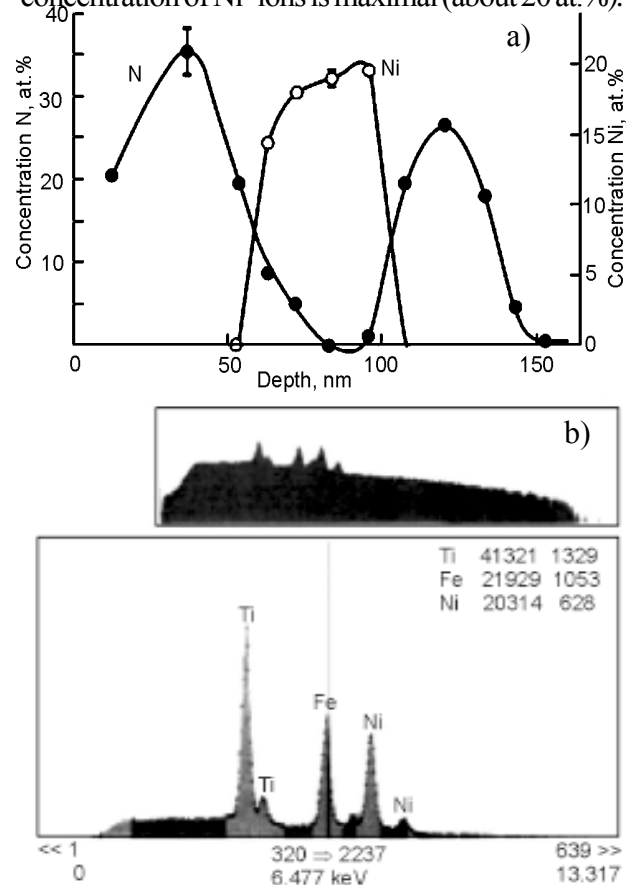 concentration of Ni⁺ ions is maximal (about 20 at.%).
a)
40
30
20
10
Concentration N, at.%
N
Ni
20
15
10
5
0
Concentration Ni, at.%
0 50 100 150
Depth, nm
b)
Ti 41321 1329
Fe 21929 1053
Ni 20314 628
Ti
Fe
Ni
Ti
Ni
<< 1 320 ⇒ 2237 639 >>
0 6.477 keV 13.317